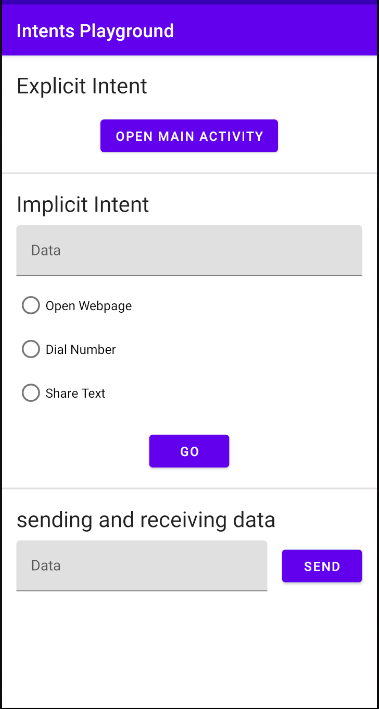 Intents Playground
Explicit Intent
OPEN MAIN ACTIVITY
Implicit Intent
Data
Open Webpage
Dial Number
Share Text
GO
sending and receiving data
Data
SEND